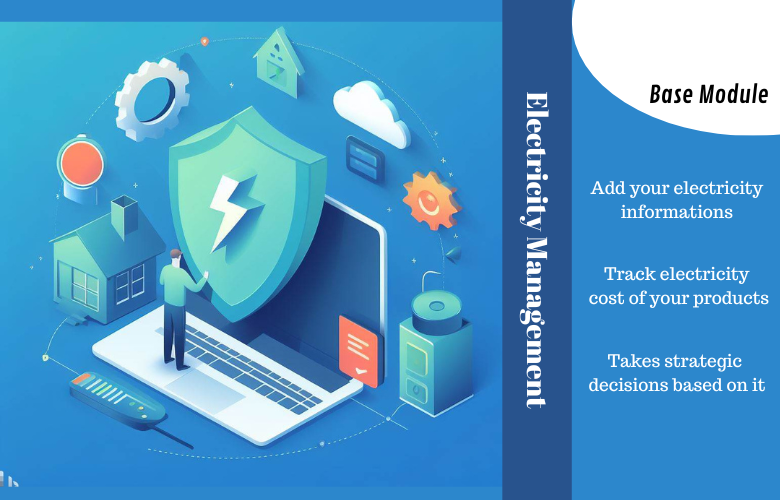 Electricity Management
Base Module
Add your electricity
informations
Track electricity
cost of your products
Takes strategic
decisions based on it